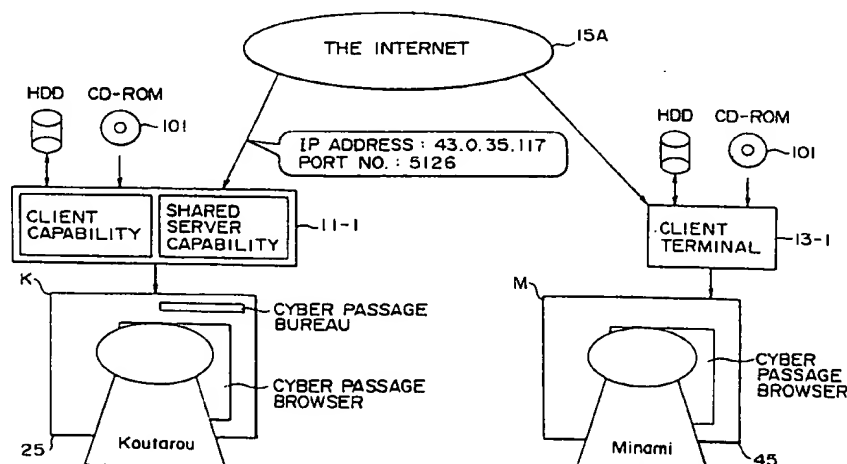 THE INTERNET
15A
HDD
CD-ROM
101
IP ADDRESS : 43.0.35.117
PORT NO. : 5126
HDD
CD-ROM
101
CLIENT
CAPABILITY
SHARED
SERVER
CAPABILITY
11-1
CLIENT
TERMINAL
13-1
K
CYBER PASSAGE
BUREAU
CYBER PASSAGE
BROWSER
Koutarou
25
M
CYBER
PASSAGE
BROWSER
Minami
45